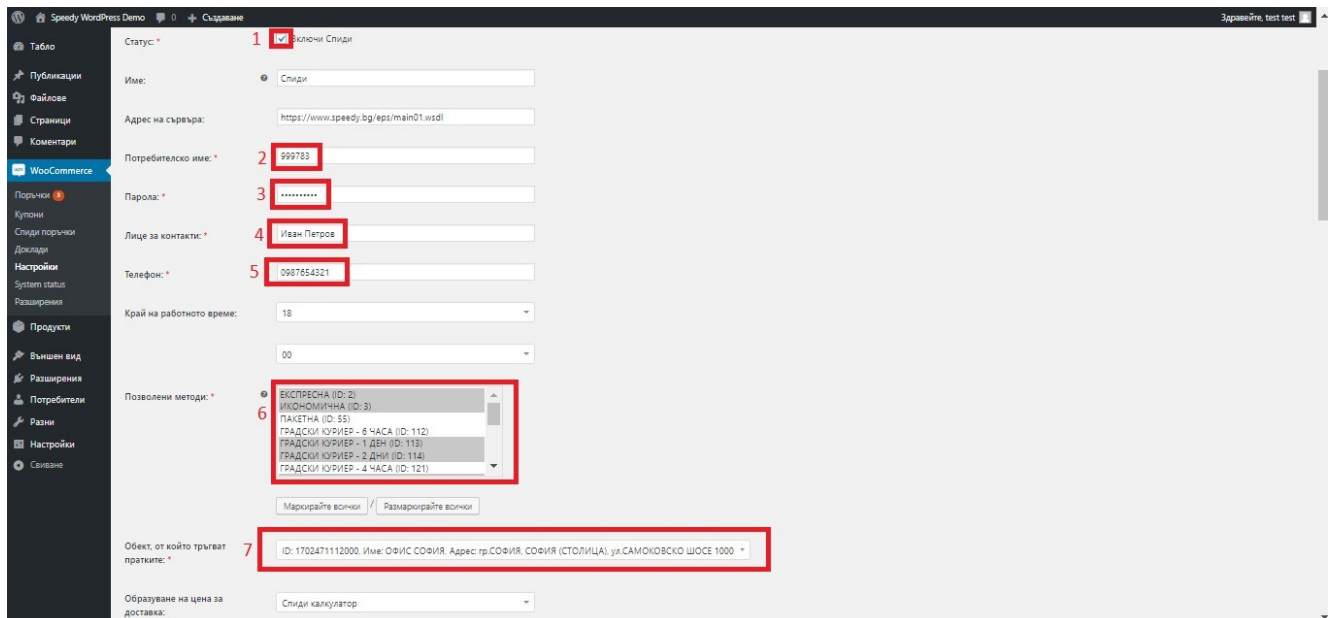 Speedy WordPress Demo 0 + Създаване
Здравейте, test test
Табло
Публикации
Файлове
Страници
Коментари
WooCommerce
Поръчки 3
Купони
Спиди поръчки
Доклади
Настройки
System status
Разширения
Продукти
Външен вид
Разширения
Потребители
Разни
Настройки
Свиване
Статус: * 1 Включи Спиди
Име: Спиди
Адрес на сървъра: https://www.speedy.bg/eps/main01.wsdl
Потребителско име: * 2 999783
Парола: * 3 ••••••••••
Лице за контакти: * 4 Иван Петров
Телефон: * 5 0987654321
Край на работното време: 18
00
Позволени методи: * 6
ЕКСПРЕСНА (ID: 2)
ИКОНОМИЧНА (ID: 3)
ПАКЕТНА (ID: 55)
ГРАДСКИ КУРИЕР - 6 ЧАСА (ID: 112)
ГРАДСКИ КУРИЕР - 1 ДЕН (ID: 113)
ГРАДСКИ КУРИЕР - 2 ДНИ (ID: 114)
ГРАДСКИ КУРИЕР - 4 ЧАСА (ID: 121)
Маркирайте всички / Размаркирайте всички
Обект, от който тръгват
пратките: *
7 ID: 1702471112000, Име: ОФИС СОФИЯ, Адрес: гр.СОФИЯ, СОФИЯ (СТОЛИЦА), ул.САМОКОВСКО ШОСЕ 1000
Образуване на цена за
доставка:
Спиди калкулатор